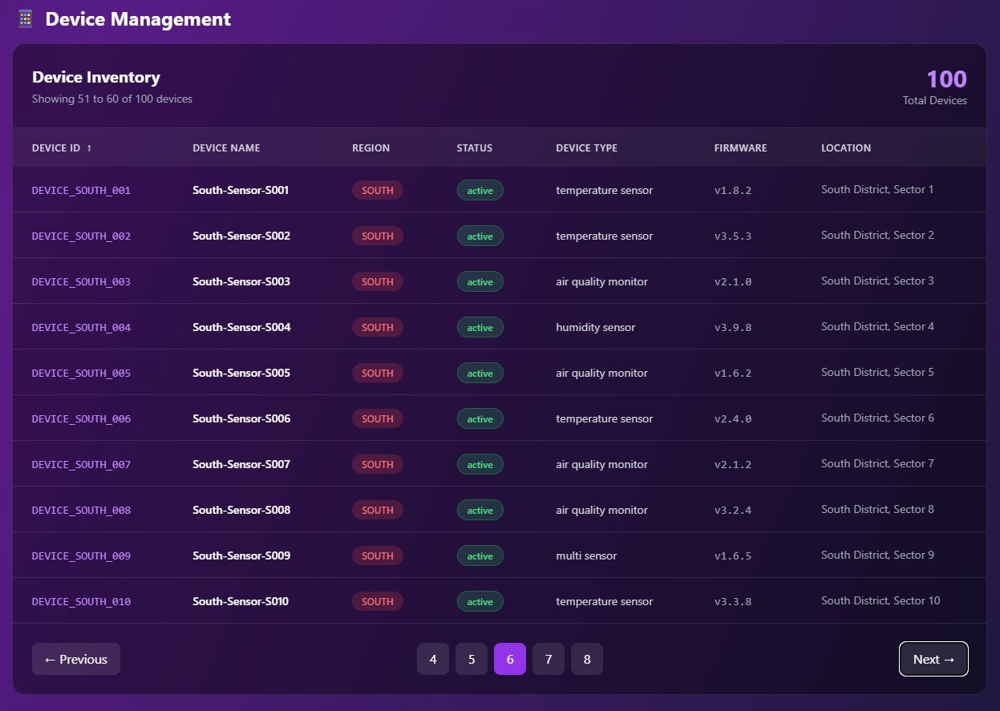 Device Management
Device Inventory
Showing 51 to 60 of 100 devices
100
Total Devices
DEVICE ID ↑ DEVICE NAME REGION STATUS DEVICE TYPE FIRMWARE LOCATION
DEVICE_SOUTH_001 South-Sensor-S001 SOUTH active temperature sensor v1.8.2 South District, Sector 1
DEVICE_SOUTH_002 South-Sensor-S002 SOUTH active temperature sensor v3.5.3 South District, Sector 2
DEVICE_SOUTH_003 South-Sensor-S003 SOUTH active air quality monitor v2.1.0 South District, Sector 3
DEVICE_SOUTH_004 South-Sensor-S004 SOUTH active humidity sensor v3.9.8 South District, Sector 4
DEVICE_SOUTH_005 South-Sensor-S005 SOUTH active air quality monitor v1.6.2 South District, Sector 5
DEVICE_SOUTH_006 South-Sensor-S006 SOUTH active temperature sensor v2.4.0 South District, Sector 6
DEVICE_SOUTH_007 South-Sensor-S007 SOUTH active air quality monitor v2.1.2 South District, Sector 7
DEVICE_SOUTH_008 South-Sensor-S008 SOUTH active air quality monitor v3.2.4 South District, Sector 8
DEVICE_SOUTH_009 South-Sensor-S009 SOUTH active multi sensor v1.6.5 South District, Sector 9
DEVICE_SOUTH_010 South-Sensor-S010 SOUTH active temperature sensor v3.3.8 South District, Sector 10
← Previous 4 5 6 7 8 Next →